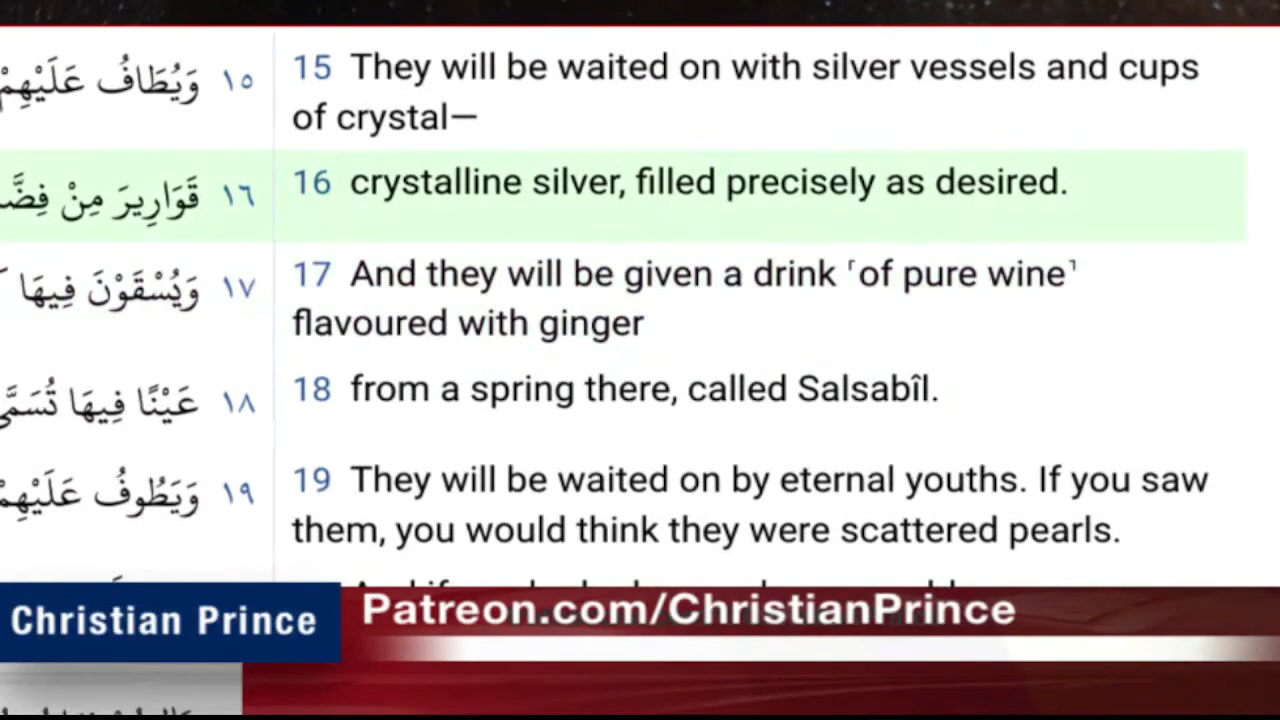 15 They will be waited on with silver vessels and cups
of crystal—
وَيُطَافُ عَلَيْهِمْ ١٥
16 crystalline silver, filled precisely as desired.
قَوَارِيرَ مِنْ فِضَّ ١٦
17 And they will be given a drink ˹of pure wine˺
flavoured with ginger
وَيُسْقَوْنَ فِيهَا ١٧
18 from a spring there, called Salsabîl.
عَيْنًا فِيهَا تُسَمَّى ١٨
19 They will be waited on by eternal youths. If you saw
them, you would think they were scattered pearls.
وَيَطُوفُ عَلَيْهِمْ ١٩
Christian Prince
Patreon.com/ChristianPrince